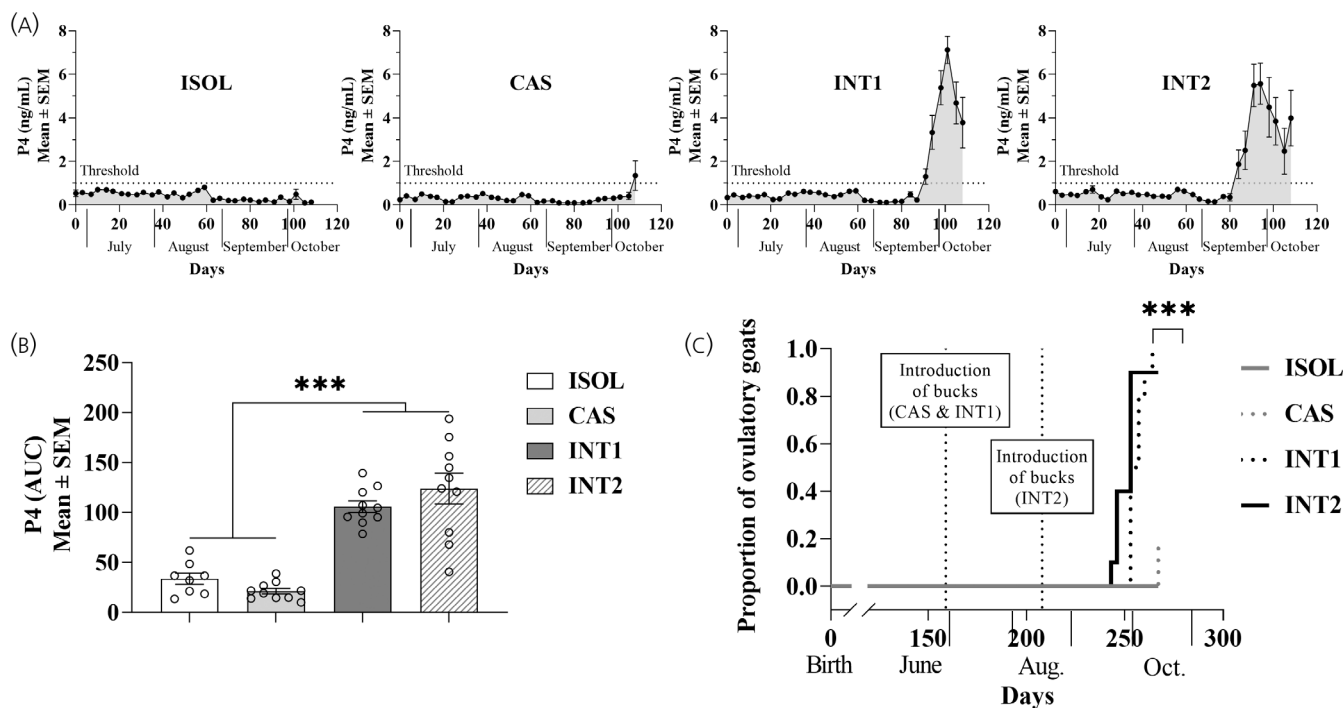 (A)
P4 (ng/mL)
Mean ± SEM
8
6
4
2
0
ISOL
Threshold
0 20 40 60 80 100 120
July August September October
Days
P4 (ng/mL)
Mean ± SEM
8
6
4
2
0
CAS
Threshold
0 20 40 60 80 100 120
July August September October
Days
P4 (ng/mL)
Mean ± SEM
8
6
4
2
0
INT1
Threshold
0 20 40 60 80 100 120
July August September October
Days
P4 (ng/mL)
Mean ± SEM
8
6
4
2
0
INT2
Threshold
0 20 40 60 80 100 120
July August September October
Days
(B)
P4 (AUC)
Mean ± SEM
250
200
150
100
50
0
***
ISOL
CAS
INT1
INT2
(C)
Proportion of ovulatory goats
1.0
0.8
0.6
0.4
0.2
0.0
Introduction
of bucks
(CAS & INT1)
Introduction
of bucks
(INT2)
***
ISOL
CAS
INT1
INT2
0 150 200 250 300
Birth June Aug. Oct.
Days